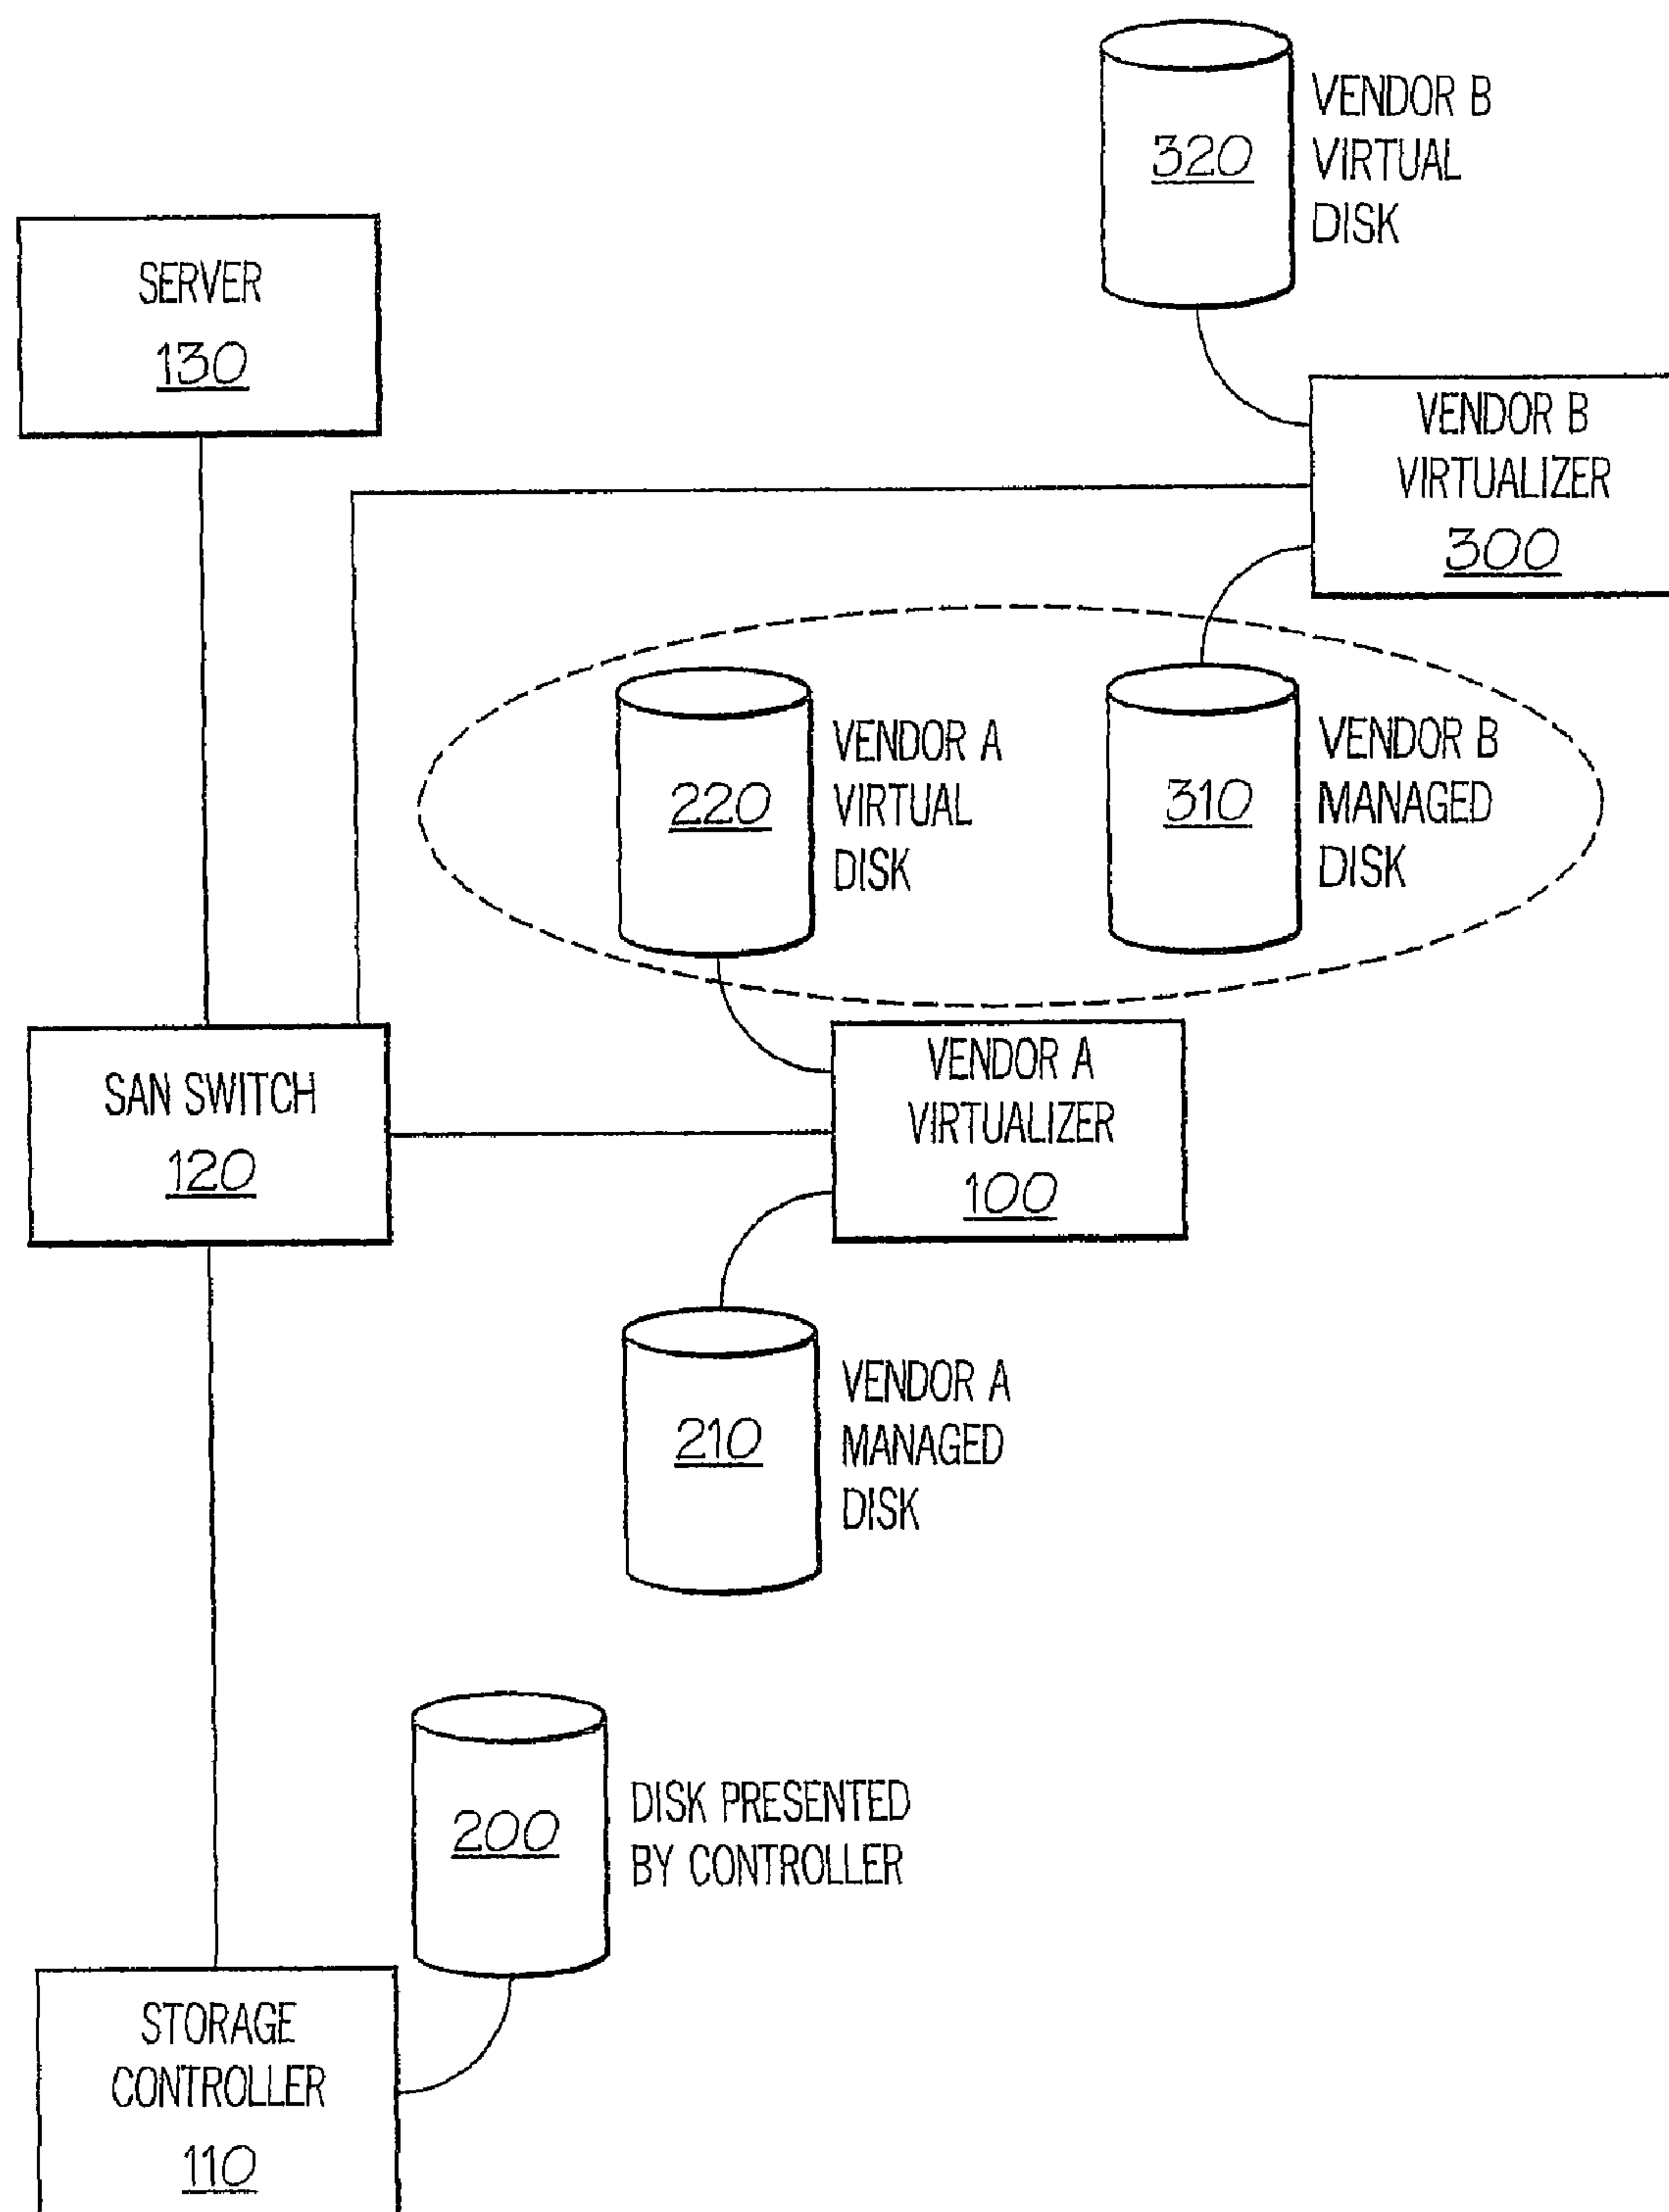 320
VENDOR B
VIRTUAL
DISK
SERVER
130
VENDOR B
VIRTUALIZER
300
220
VENDOR A
VIRTUAL
DISK
310
VENDOR B
MANAGED
DISK
SAN SWITCH
120
VENDOR A
VIRTUALIZER
100
210
VENDOR A
MANAGED
DISK
200
DISK PRESENTED
BY CONTROLLER
STORAGE
CONTROLLER
110